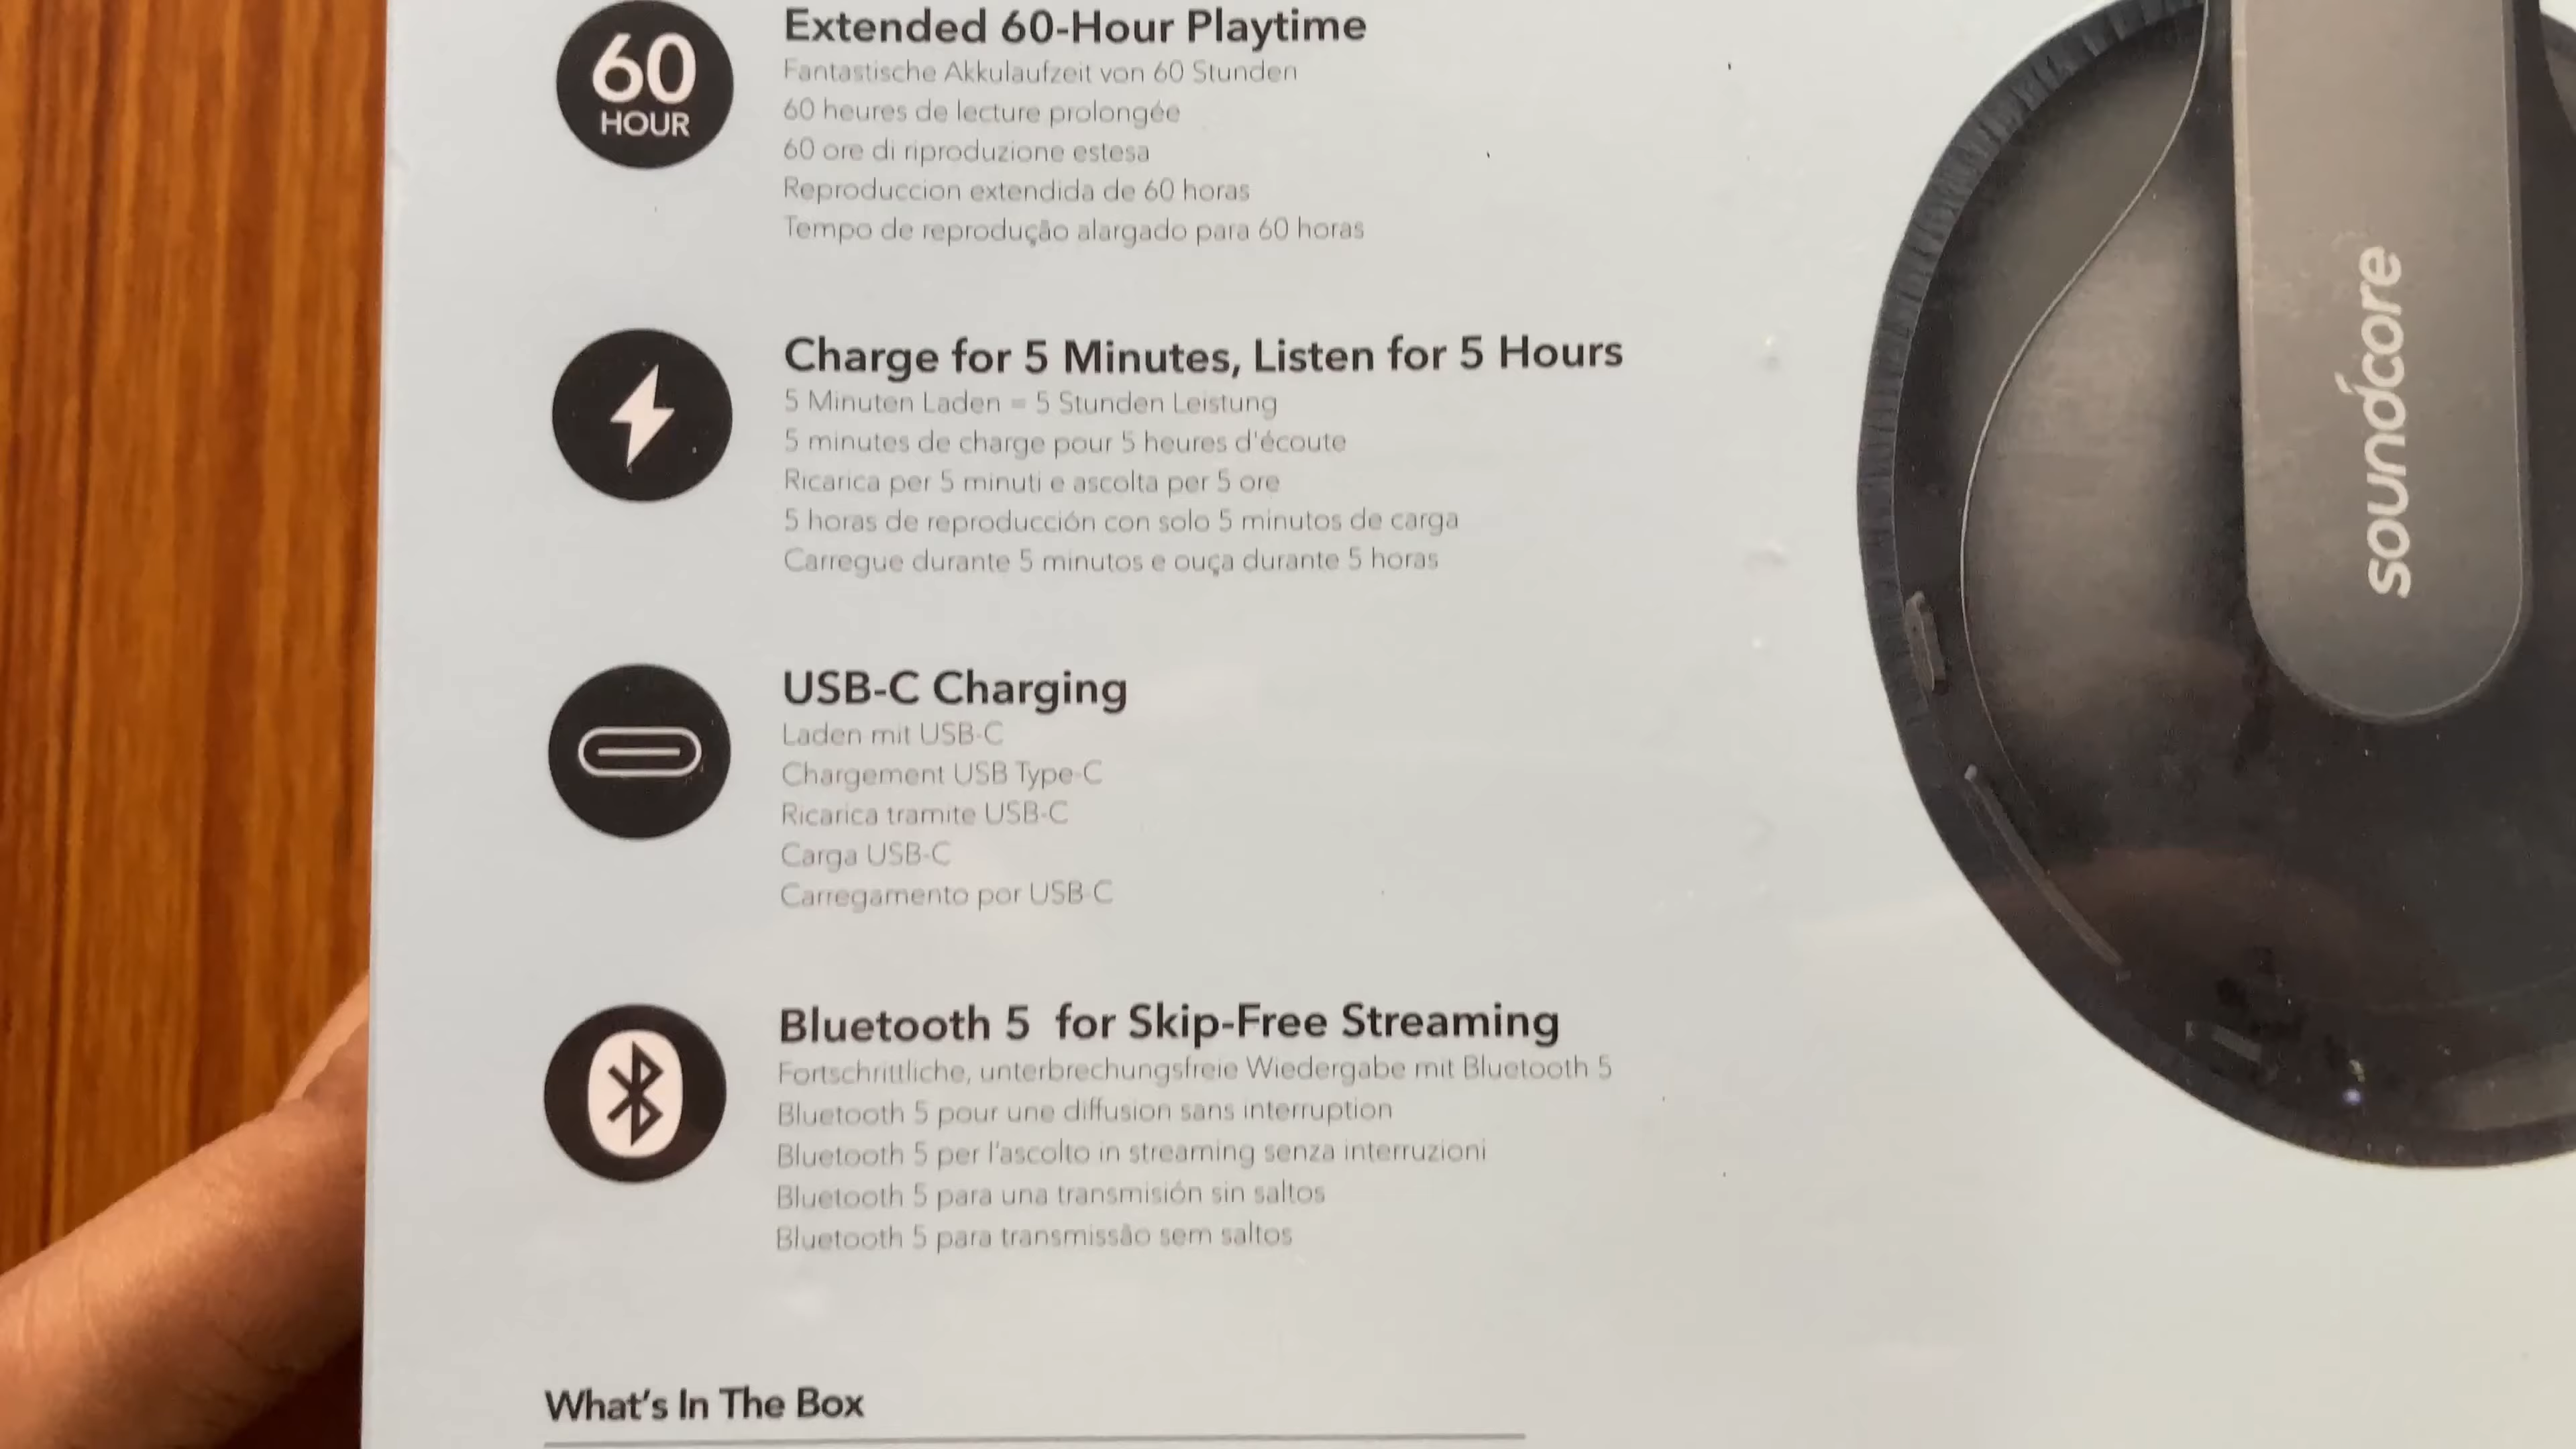 60
HOUR
Extended 60-Hour Playtime
Fantastische Akkulaufzeit von 60 Stunden
60 heures de lecture prolongée
60 ore di riproduzione estesa
Reproduccion extendida de 60 horas
Tempo de reprodução alargado para 60 horas
Charge for 5 Minutes, Listen for 5 Hours
5 Minuten Laden = 5 Stunden Leistung
5 minutes de charge pour 5 heures d'écoute
Ricarica per 5 minuti e ascolta per 5 ore
5 horas de reproducción con solo 5 minutos de carga
Carregue durante 5 minutos e ouça durante 5 horas
USB-C Charging
Laden mit USB-C
Chargement USB Type-C
Ricarica tramite USB-C
Carga USB-C
Carregamento por USB-C
Bluetooth 5 for Skip-Free Streaming
Fortschrittliche, unterbrechungsfreie Wiedergabe mit Bluetooth 5
Bluetooth 5 pour une diffusion sans interruption
Bluetooth 5 per l'ascolto in streaming senza interruzioni
Bluetooth 5 para una transmisión sin saltos
Bluetooth 5 para transmissão sem saltos
What's In The Box
soundcore